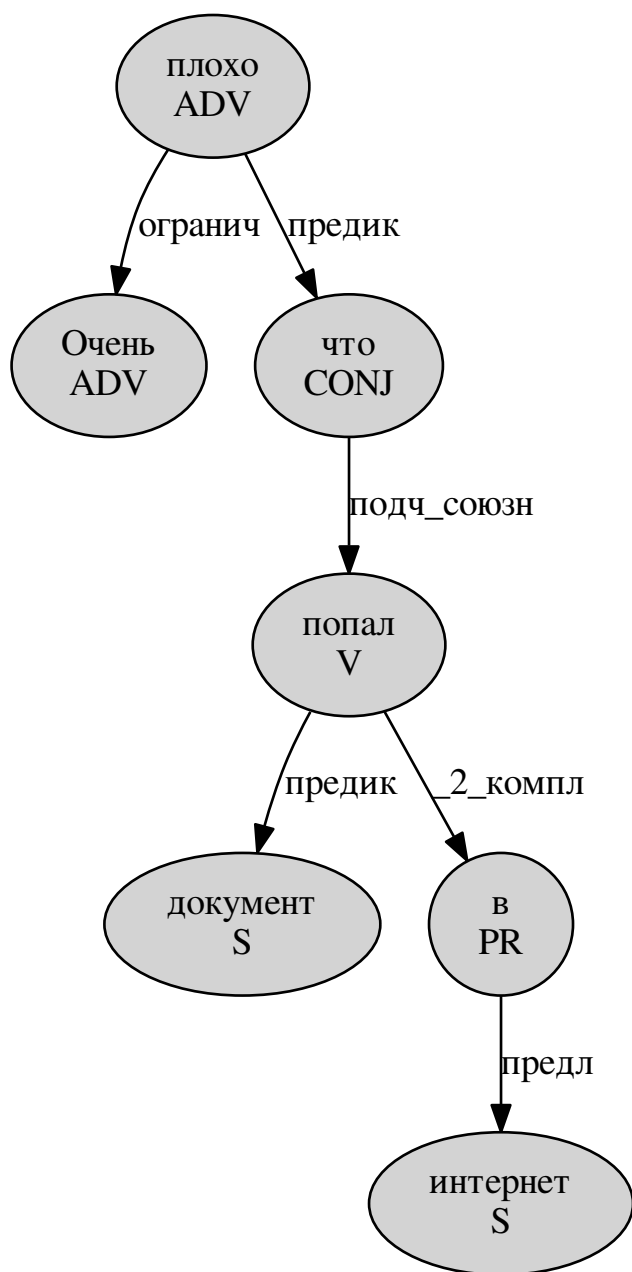 плохо
ADV
огранич
предик
Очень
ADV
что
CONJ
подч_союзн
попал
V
предик
_2_компл
документ
S
в
PR
предл
интернет
S